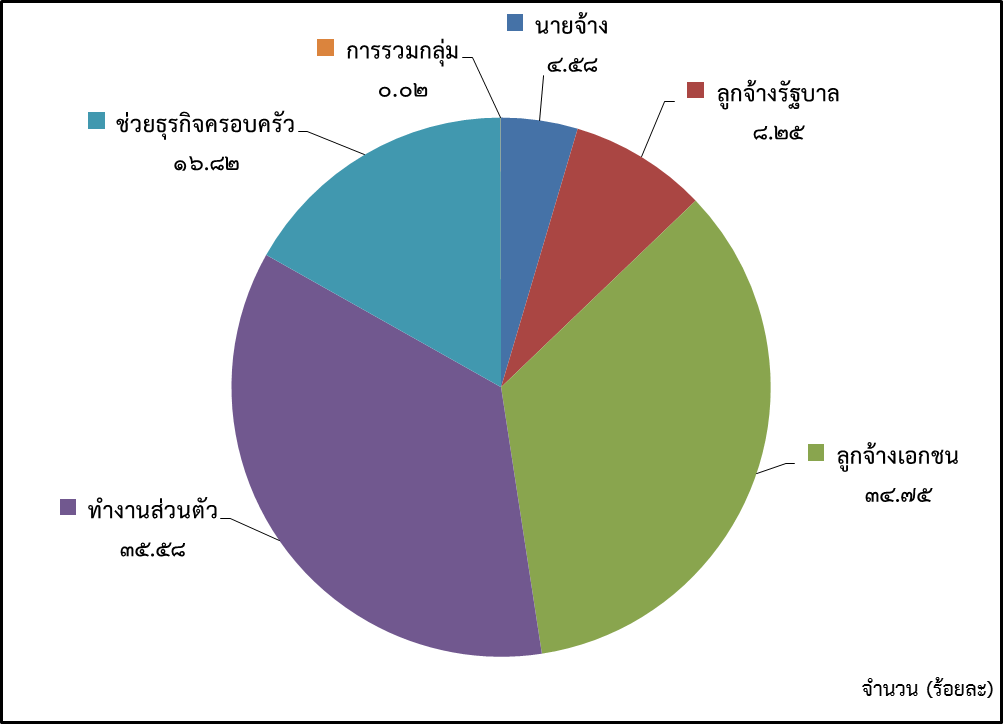 นายจ้าง
๔.๕๘
การรวมกลุ่ม
๐.๐๒
ลูกจ้างรัฐบาล
๘.๒๕
ช่วยธุรกิจครอบครัว
๑๖.๘๒
ลูกจ้างเอกชน
๓๔.๗๕
ทำงานส่วนตัว
๓๕.๕๘
จำนวน (ร้อยละ)